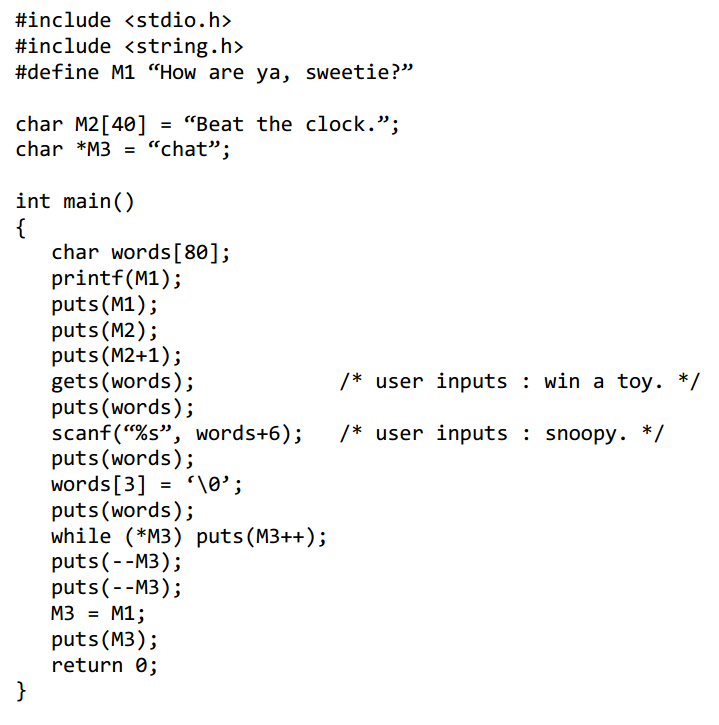 #include <stdio.h>
#include <string.h>
#define M1 “How are ya, sweetie?”

char M2[40] = “Beat the clock.”;
char *M3 = “chat”;

int main()
{
   char words[80];
   printf(M1);
   puts(M1);
   puts(M2);
   puts(M2+1);
   gets(words);            /* user inputs : win a toy. */
   puts(words);
   scanf(“%s”, words+6);   /* user inputs : snoopy. */
   puts(words);
   words[3] = ‘\0’;
   puts(words);
   while (*M3) puts(M3++);
   puts(--M3);
   puts(--M3);
   M3 = M1;
   puts(M3);
   return 0;
}